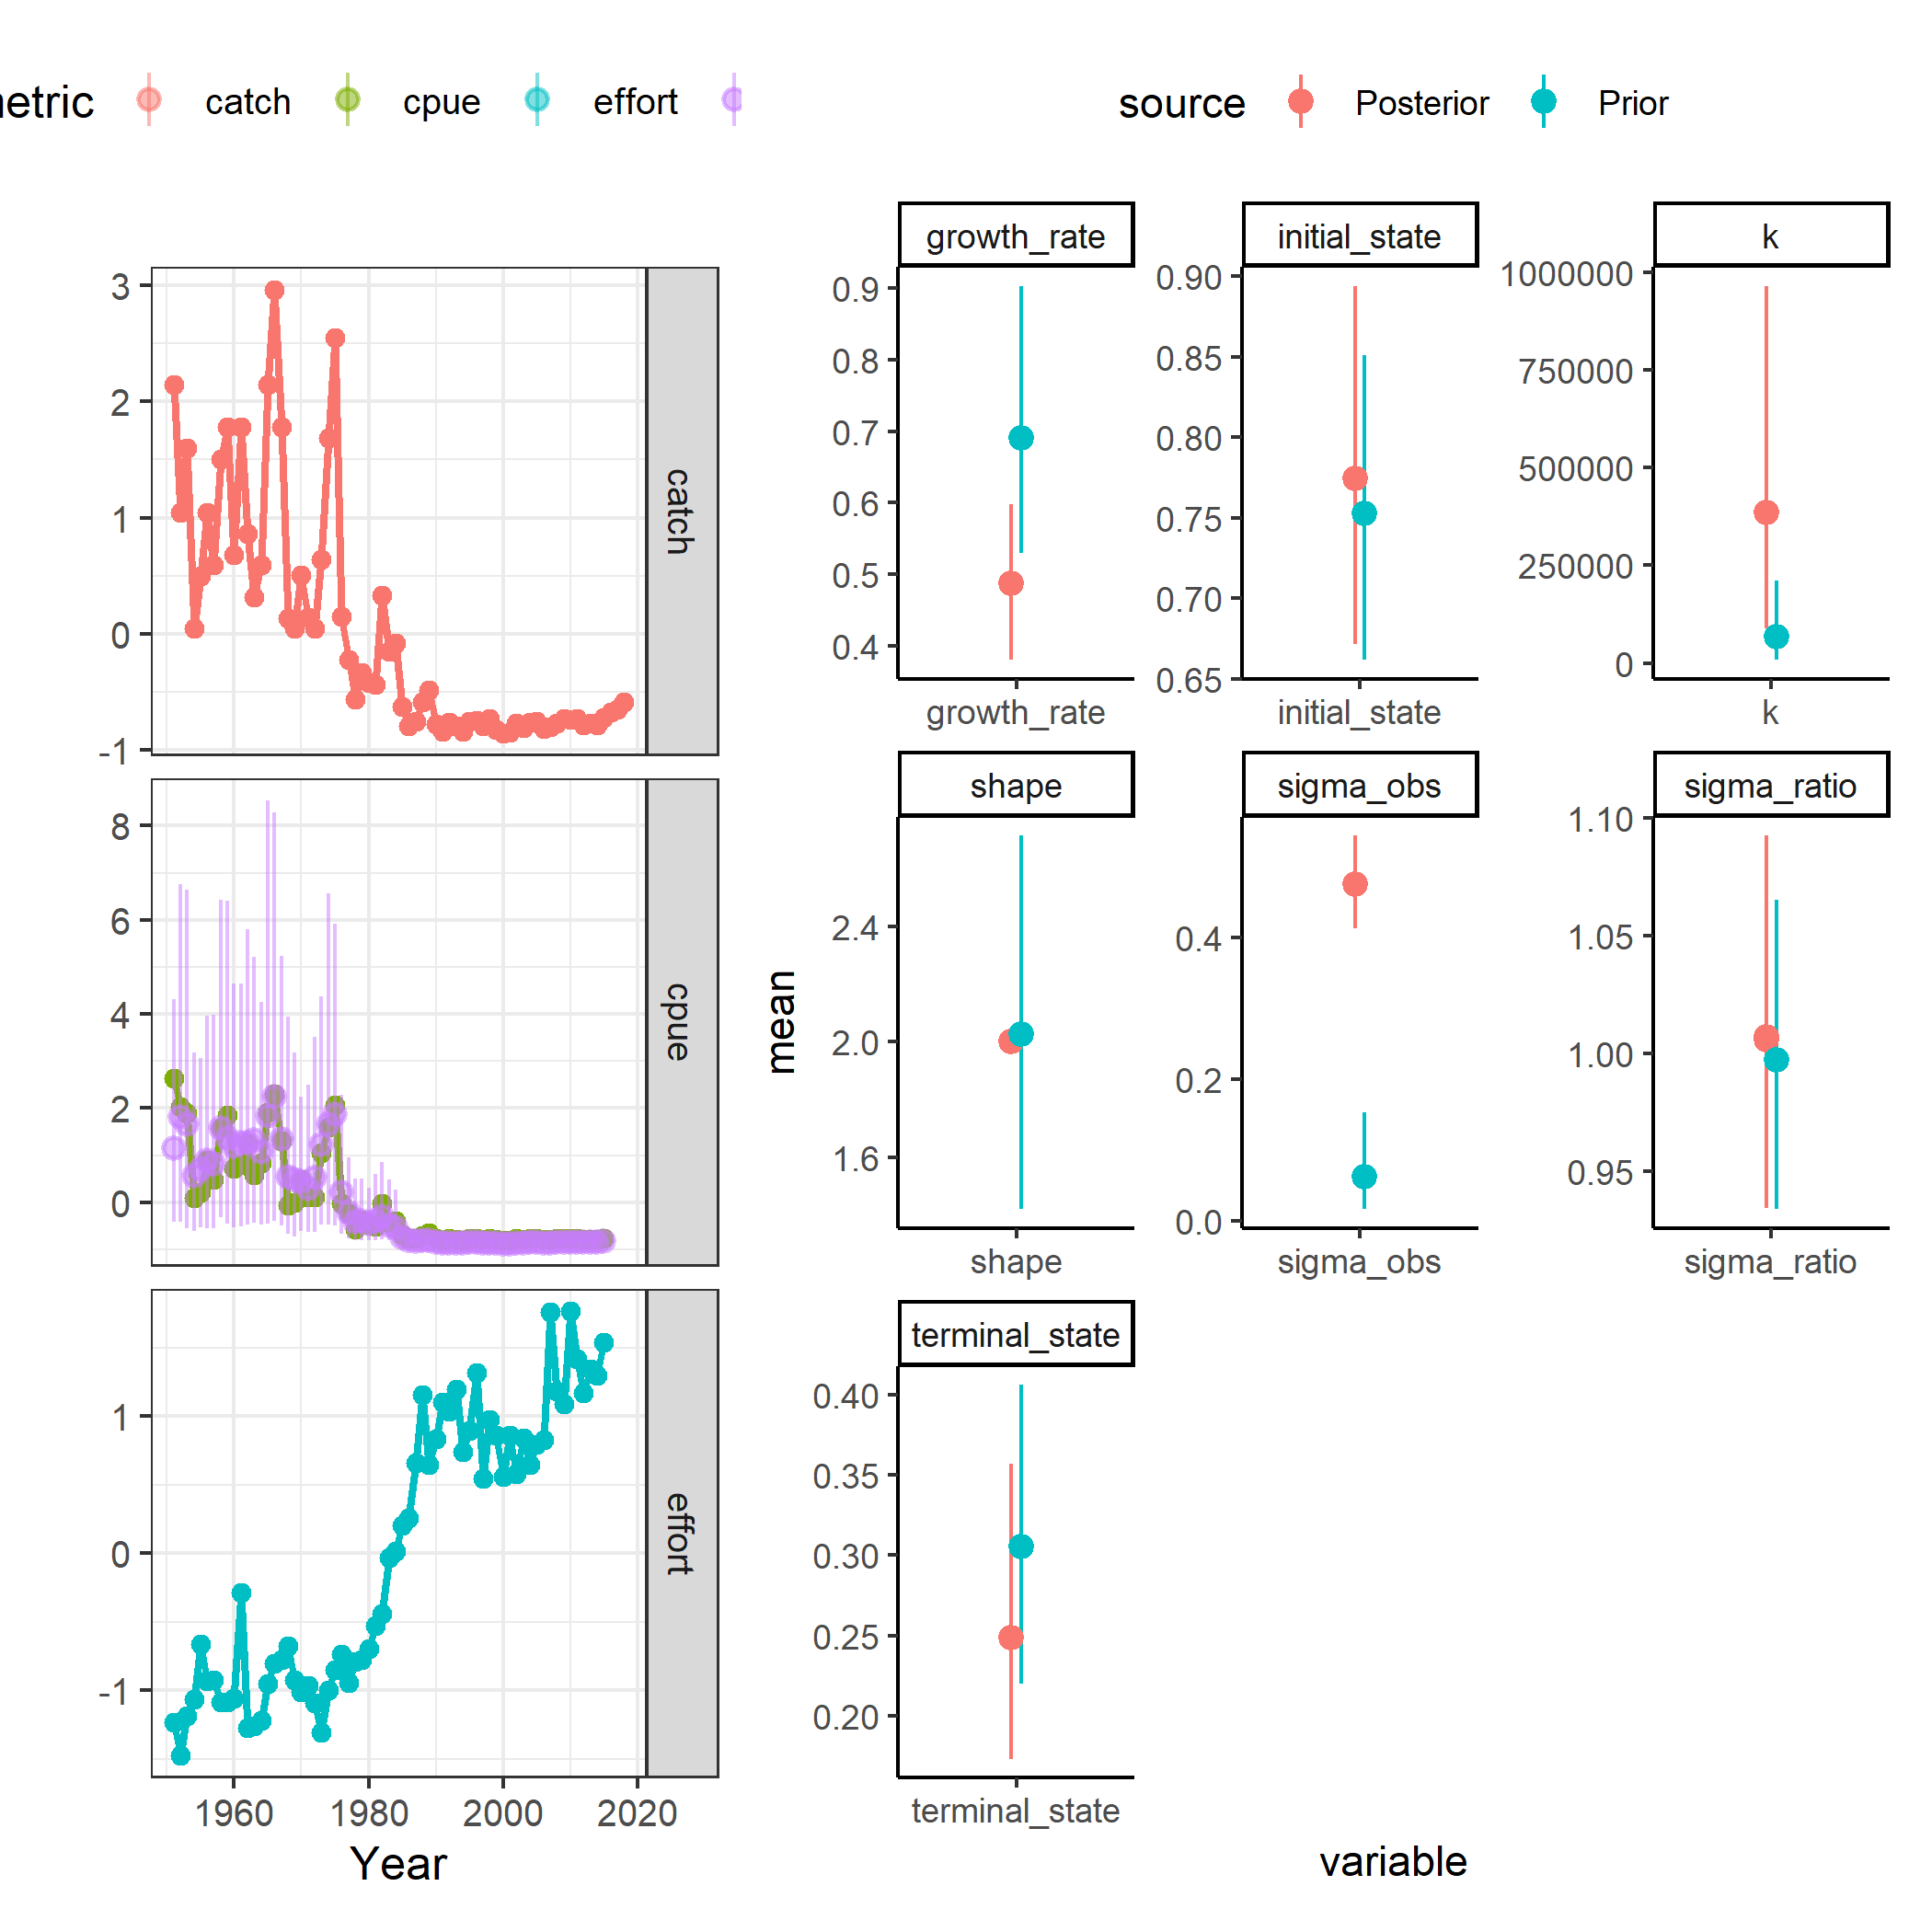 etric catch cpue effort
source Posterior Prior
3
2
1
0
-1
catch
8
6
4
2
0
cpue
1
0
-1
effort
1960 1980 2000 2020
Year
mean
growth_rate
0.9
0.8
0.7
0.6
0.5
0.4
growth_rate
initial_state
0.90
0.85
0.80
0.75
0.70
0.65
initial_state
k
1000000
750000
500000
250000
0
k
shape
2.4
2.0
1.6
shape
sigma_obs
0.4
0.2
0.0
sigma_obs
sigma_ratio
1.10
1.05
1.00
0.95
sigma_ratio
terminal_state
0.40
0.35
0.30
0.25
0.20
terminal_state
variable